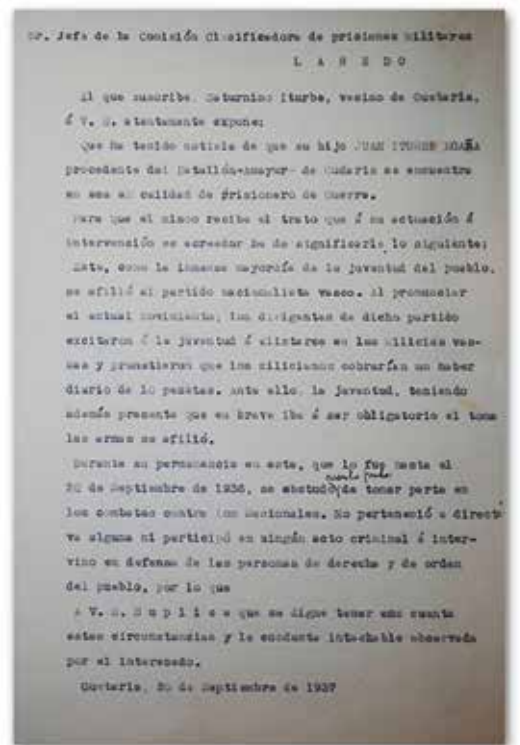 Sr. Jefe de la Comisión Clasificadora de prisiones militares
L A R E D O
El que suscribe, Saturnino Iturbe, vecino de Guetaria,
á V. S. atentamente expone:
Que ha tenido noticia de que su hijo JUAN ITURBE
procedente del Batallón-Amayur- de Gudaris se encuentra
en esa en calidad de prisionero de Guerra.
Para que el mismo reciba el trato que á su actuación é
intervención es acreedor he de significarle lo siguiente:
Este, como la inmensa mayoría de la juventud del pueblo,
se afilió al partido nacionalista vasco. Al pronunciar
el actual movimiento, los dirigentes de dicho partido
excitaron á la juventud á alistarse en las milicias vas-
cas y prometieron que los milicianos cobrarían un haber
diario de 10 pesetas. Ante ello, la juventud, teniendo
además presente que en breve iba á ser obligatorio el toma
las armas se afilió.
Durante su permanencia en esta, que lo fue hasta el
20 de Septiembre de 1936, se abstuvo de tomar parte en
los combates contra los Nacionales. No perteneció a directi
va alguna ni participó en ningún acto criminal é inter-
vino en defensa de las personas de derecha y de orden
del pueblo, por lo que
A V. S. S u p l i c a que se digne tener en cuenta
estas circunstancias y la conducta intachable observada
por el interesado.
Guetaria, 20 de Septiembre de 1937